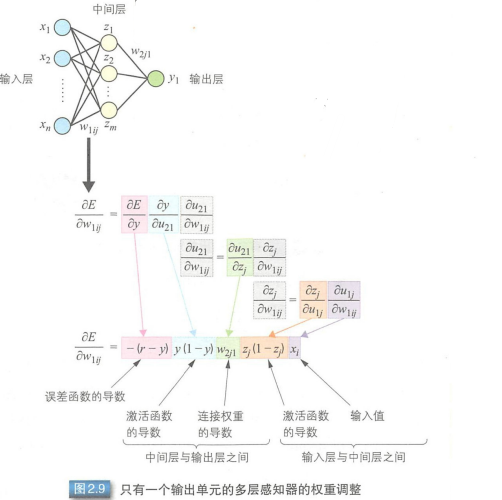 中间层
x₁ z₁
w₂ⱼ₁
x₂ z₂
输入层 y₁ 输出层
xₙ w₁ᵢⱼ zₘ
∂E/∂w₁ᵢⱼ = ∂E/∂y ∂y/∂u₂₁ ∂u₂₁/∂w₁ᵢⱼ
∂u₂₁/∂w₁ᵢⱼ = ∂u₂₁/∂zⱼ ∂zⱼ/∂w₁ᵢⱼ
∂zⱼ/∂w₁ᵢⱼ = ∂zⱼ/∂u₁ⱼ ∂u₁ⱼ/∂w₁ᵢⱼ
∂E/∂w₁ᵢⱼ = −(r−y) y(1−y) w₂ⱼ₁ zⱼ(1−zⱼ) xᵢ
误差函数的导数
激活函数 连接权重 激活函数 输入值
的导数 的导数 的导数
中间层与输出层之间 输入层与中间层之间
图2.9 只有一个输出单元的多层感知器的权重调整